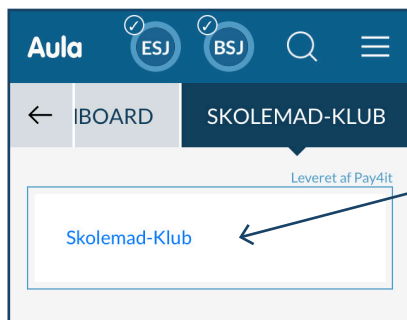 Aula ESJ BSJ
IBOARD SKOLEMAD-KLUB
Leveret af Pay4it
Skolemad-Klub